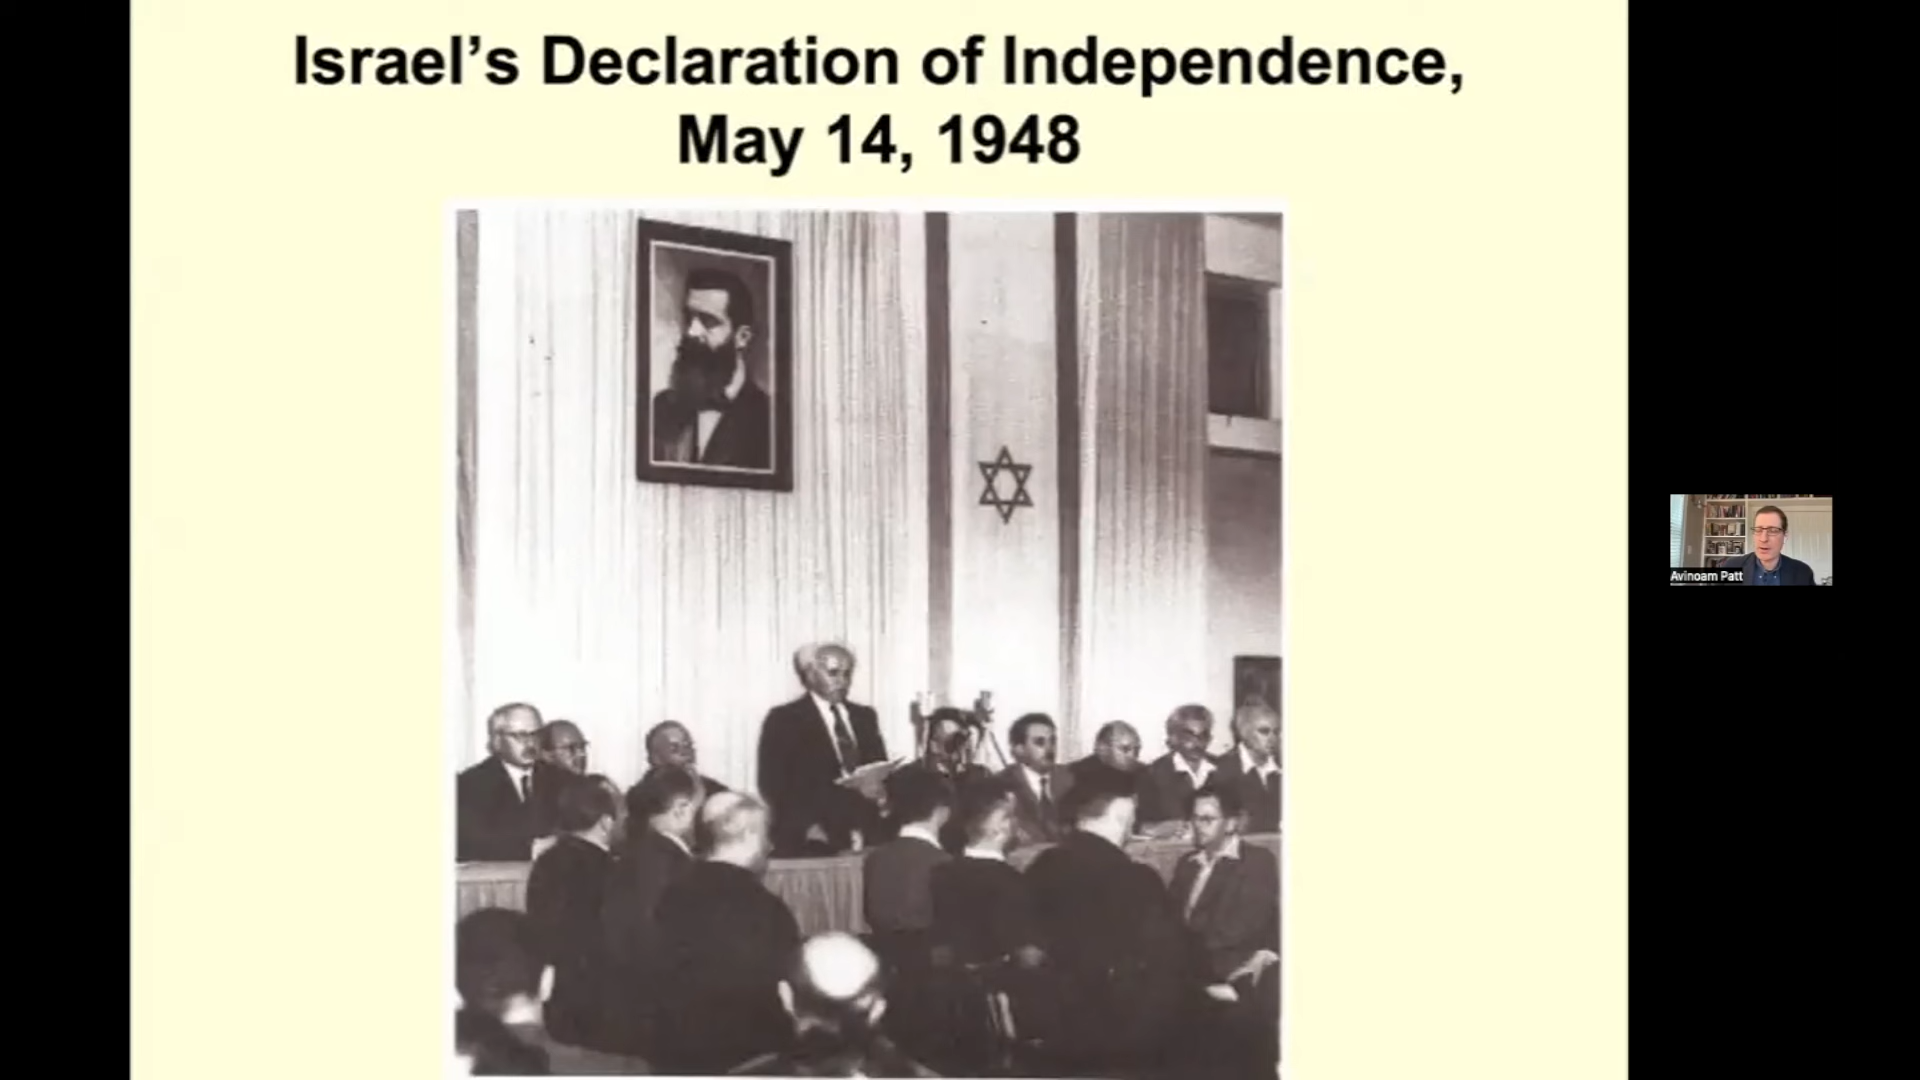 Israel’s Declaration of Independence,
May 14, 1948
Avinoam Patt